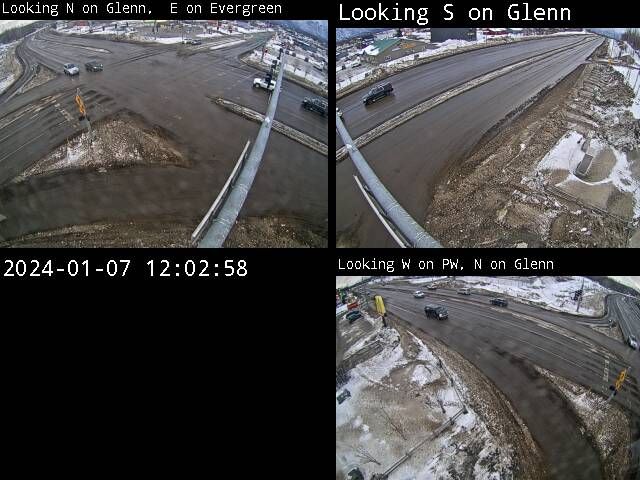 Looking N on Glenn, E on Evergreen
Looking S on Glenn
2024-01-07 12:02:58
Looking W on PW, N on Glenn